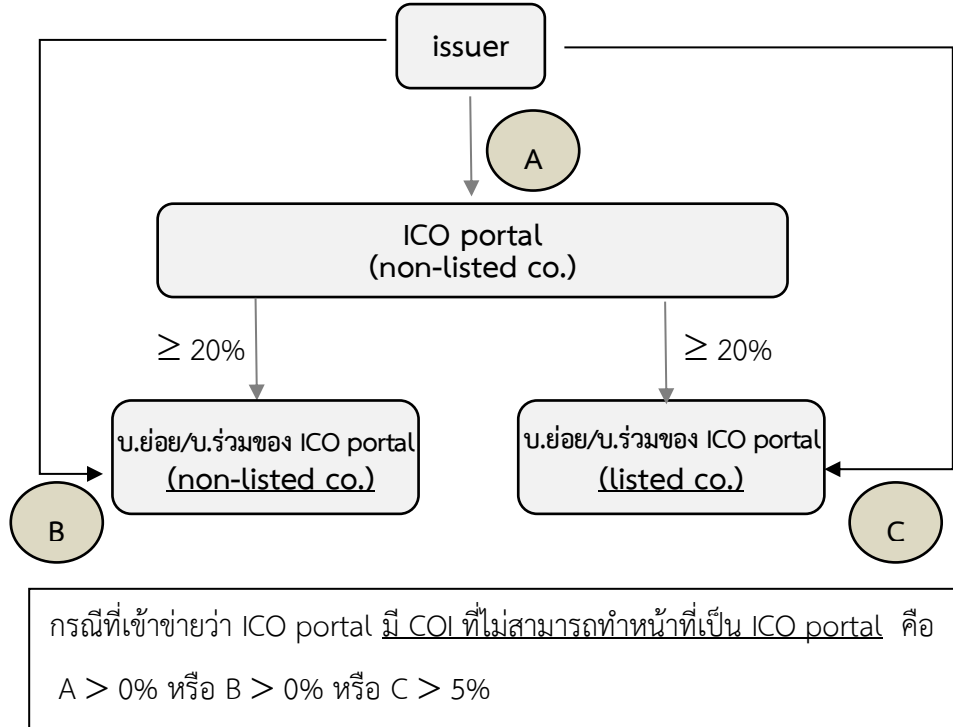 issuer
A
ICO portal
(non-listed co.)
≥ 20%
≥ 20%
บ.ย่อย/บ.ร่วมของ ICO portal
(non-listed co.)
บ.ย่อย/บ.ร่วมของ ICO portal
(listed co.)
B
C
กรณีที่เข้าข่ายว่า ICO portal มี COI ที่ไม่สามารถทำหน้าที่เป็น ICO portal คือ
A > 0% หรือ B > 0% หรือ C > 5%